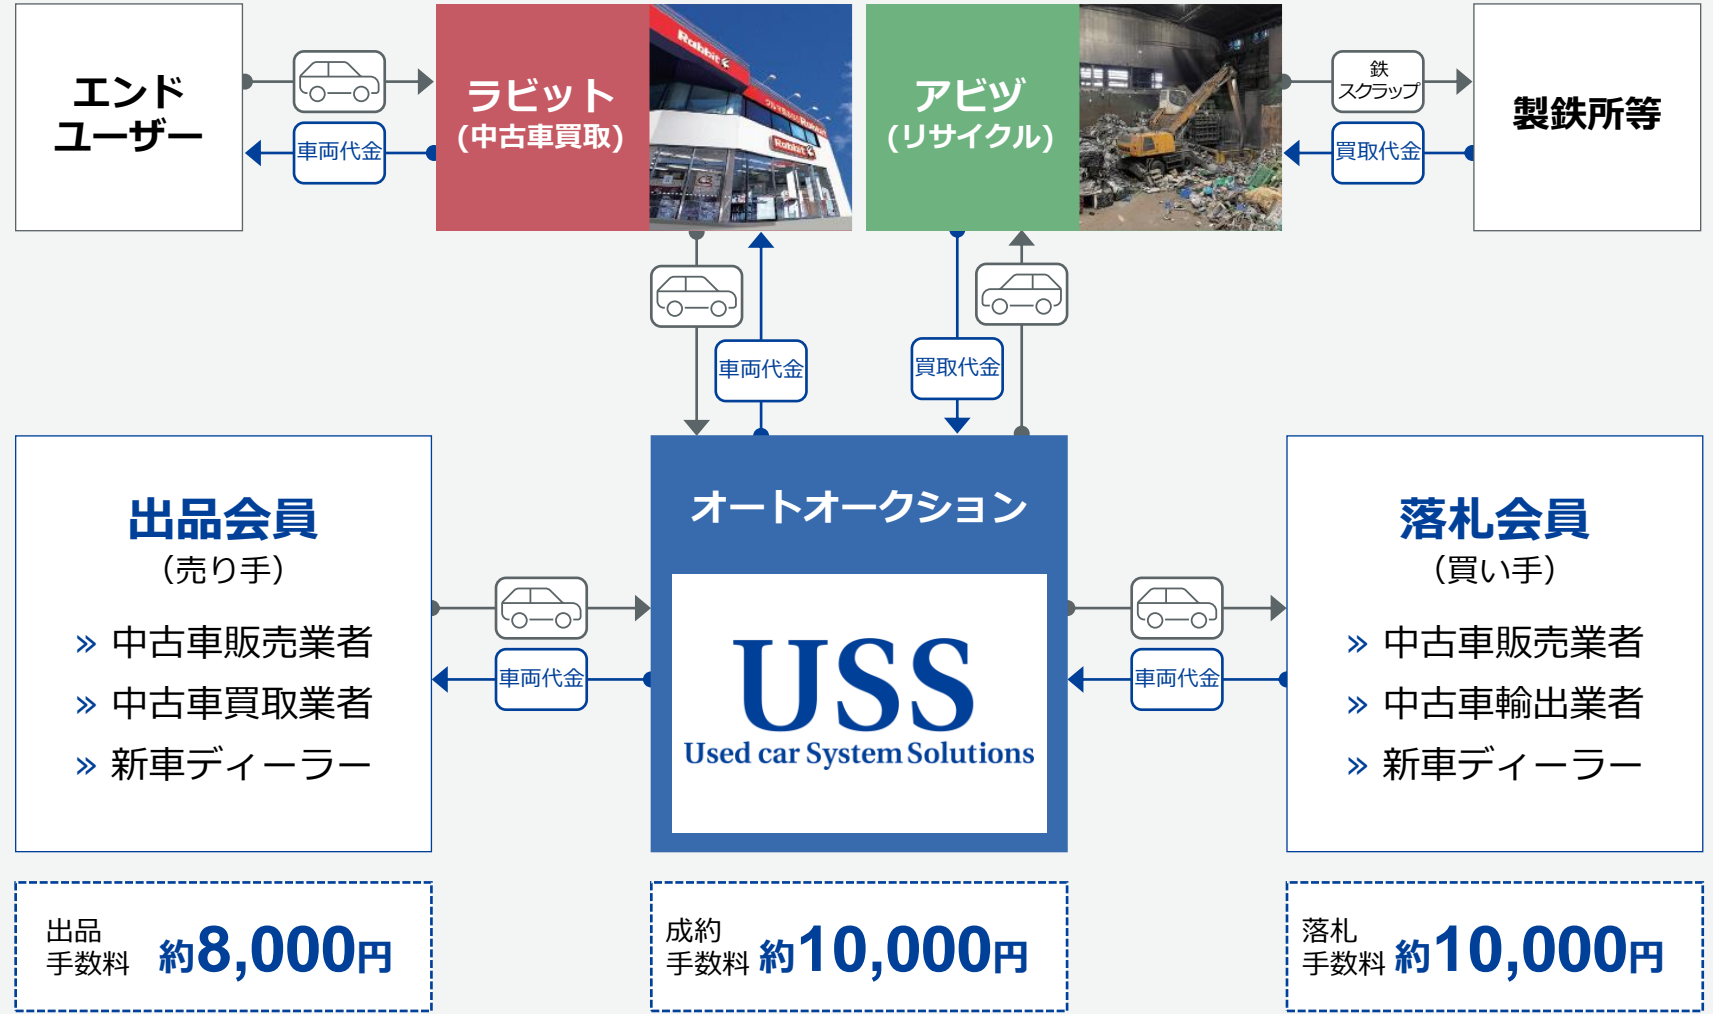 エンド
ユーザー
車両代金
ラビット
(中古車買取)
Rabbit
Rabbit
Rabbit
アビヅ
(リサイクル)
鉄
スクラップ
買取代金
製鉄所等
車両代金
買取代金
出品会員
（売り手）
» 中古車販売業者
» 中古車買取業者
» 新車ディーラー
車両代金
オートオークション
USS
Used car System Solutions
車両代金
落札会員
（買い手）
» 中古車販売業者
» 中古車輸出業者
» 新車ディーラー
出品
手数料 約8,000円
成約
手数料 約10,000円
落札
手数料 約10,000円